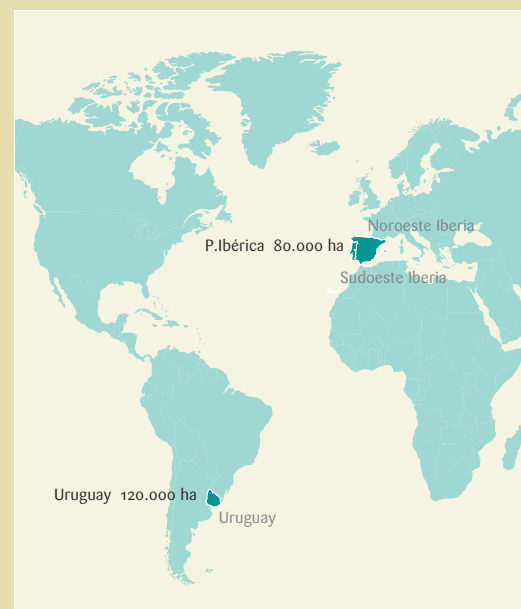 Noroeste Iberia
P.Ibérica 80.000 ha
Sudoeste Iberia
Uruguay 120.000 ha
Uruguay